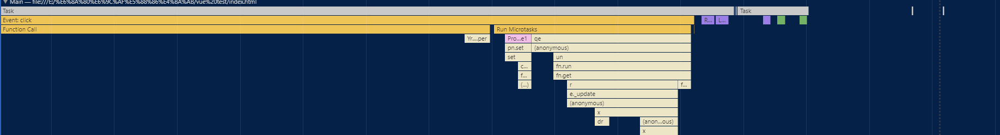 Main — file:///E:/%E6%8A%80%E6%9C%AF%E5%88%86%E4%BA%AB/vue%20test/index.html
Task Task
Event: click R... L...
Function Call Run Microtasks
Yr....per Pro...e1 qe
pn.set (anonymous)
set un
c... fn.run
f... fn.get
(...) r f...
e._update
(anonymous)
x
dr (anon...ous)
x